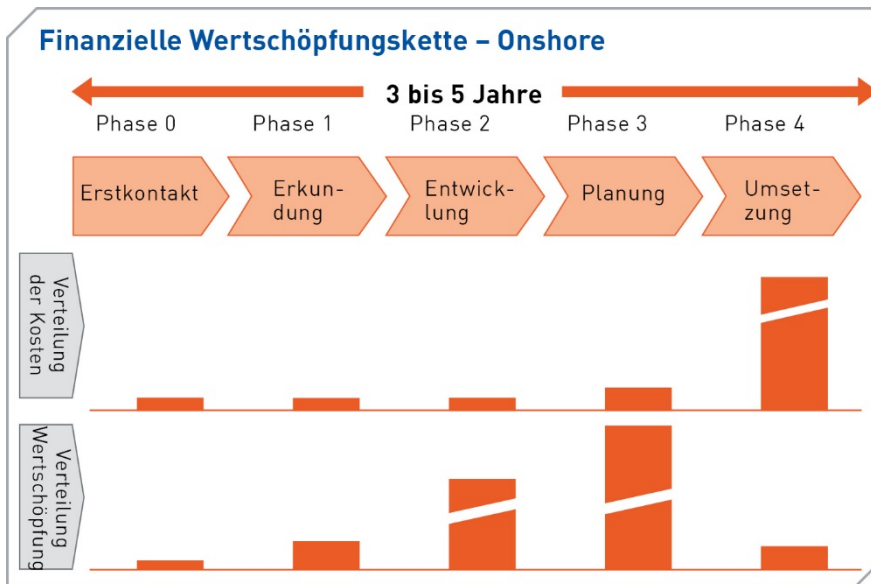 Finanzielle Wertschöpfungskette – Onshore
3 bis 5 Jahre
Phase 0
Phase 1
Phase 2
Phase 3
Phase 4
Erstkontakt
Erkun-
dung
Entwick-
lung
Planung
Umset-
zung
Verteilung
der Kosten
Verteilung
Wertschöpfung